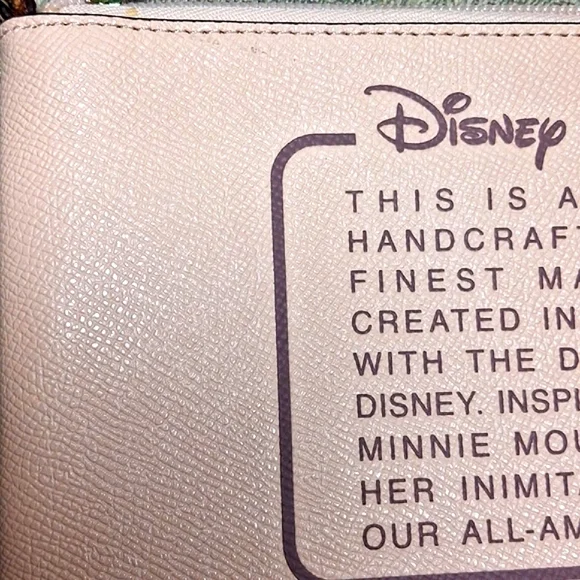 DISNEY
THIS IS A
HANDCRAFT
FINEST MA
CREATED IN
WITH THE D
DISNEY. INSPI
MINNIE MOU
HER INIMIT
OUR ALL-AM